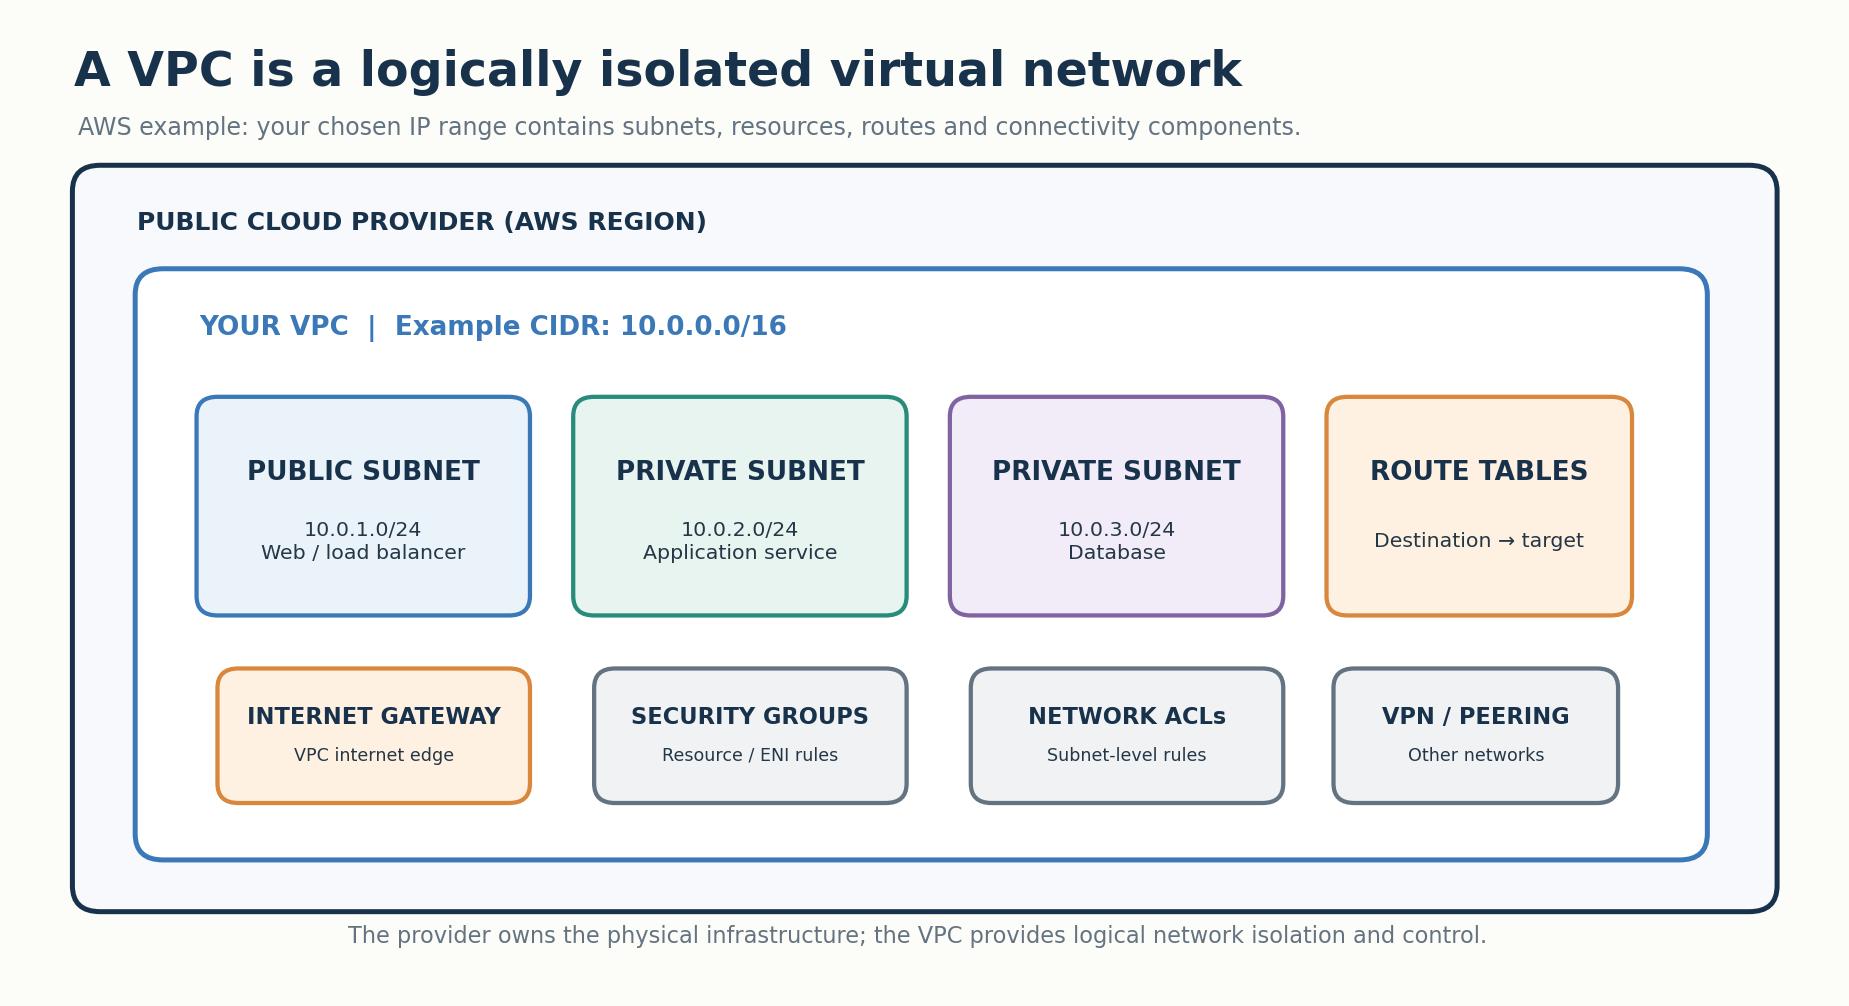 A VPC is a logically isolated virtual network
AWS example: your chosen IP range contains subnets, resources, routes and connectivity components.
PUBLIC CLOUD PROVIDER (AWS REGION)
YOUR VPC | Example CIDR: 10.0.0.0/16
PUBLIC SUBNET
10.0.1.0/24
Web / load balancer
PRIVATE SUBNET
10.0.2.0/24
Application service
PRIVATE SUBNET
10.0.3.0/24
Database
ROUTE TABLES
Destination → target
INTERNET GATEWAY
VPC internet edge
SECURITY GROUPS
Resource / ENI rules
NETWORK ACLs
Subnet-level rules
VPN / PEERING
Other networks
The provider owns the physical infrastructure; the VPC provides logical network isolation and control.